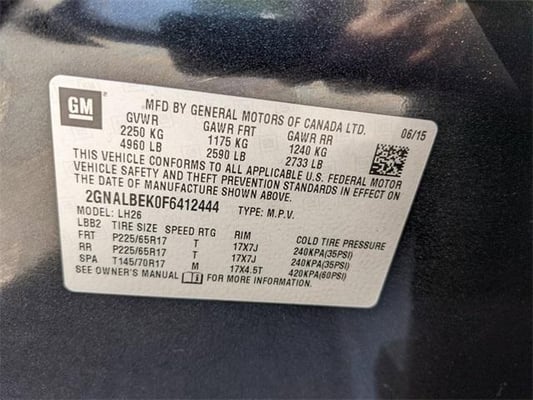 GM
MFD BY GENERAL MOTORS OF CANADA LTD.
06/15
GVWR GAWR FRT GAWR RR
2250 KG 1175 KG 1240 KG
4960 LB 2590 LB 2733 LB
THIS VEHICLE CONFORMS TO ALL APPLICABLE U.S. FEDERAL MOTOR
VEHICLE SAFETY AND THEFT PREVENTION STANDARDS IN EFFECT ON
THE DATE OF MANUFACTURE SHOWN ABOVE.
2GNALBEK0F6412444 TYPE: M.P.V.
MODEL: LH26
LBB2 TIRE SIZE SPEED RTG RIM COLD TIRE PRESSURE
FRT P225/65R17 T 17X7J 240KPA(35PSI)
RR P225/65R17 T 17X7J 240KPA(35PSI)
SPA T145/70R17 M 17X4.5T 420KPA(60PSI)
SEE OWNER'S MANUAL FOR MORE INFORMATION.